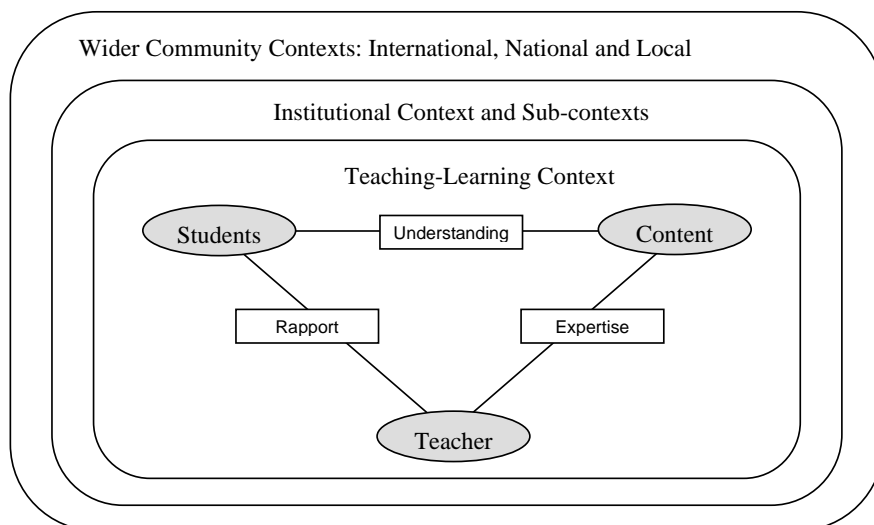 Wider Community Contexts: International, National and Local
Institutional Context and Sub-contexts
Teaching-Learning Context
Students
Understanding
Content
Rapport
Expertise
Teacher